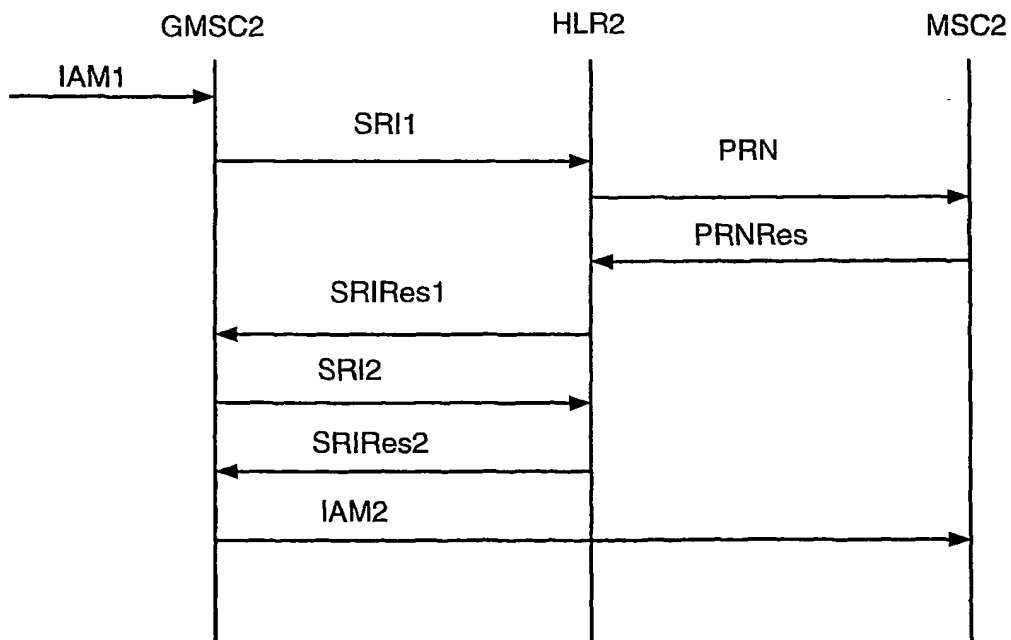 GMSC2
HLR2
MSC2
IAM1
SRI1
PRN
PRNRes
SRIRes1
SRI2
SRIRes2
IAM2